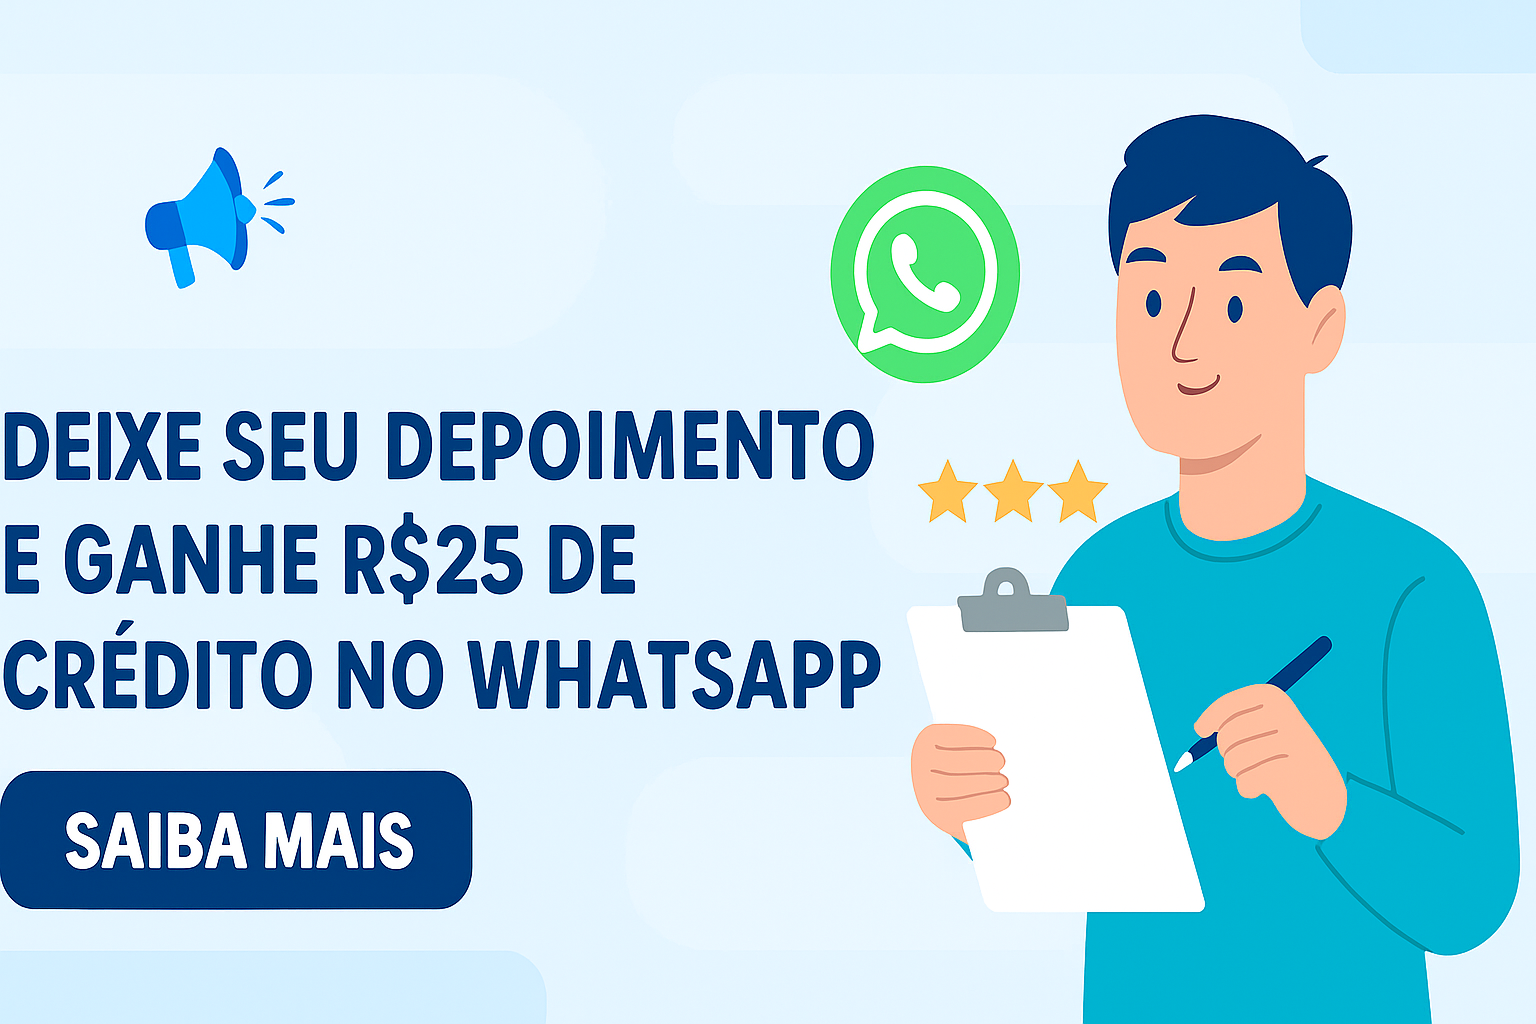 DEIXE SEU DEPOIMENTO
E GANHE R$25 DE
CRÉDITO NO WHATSAPP
SAIBA MAIS